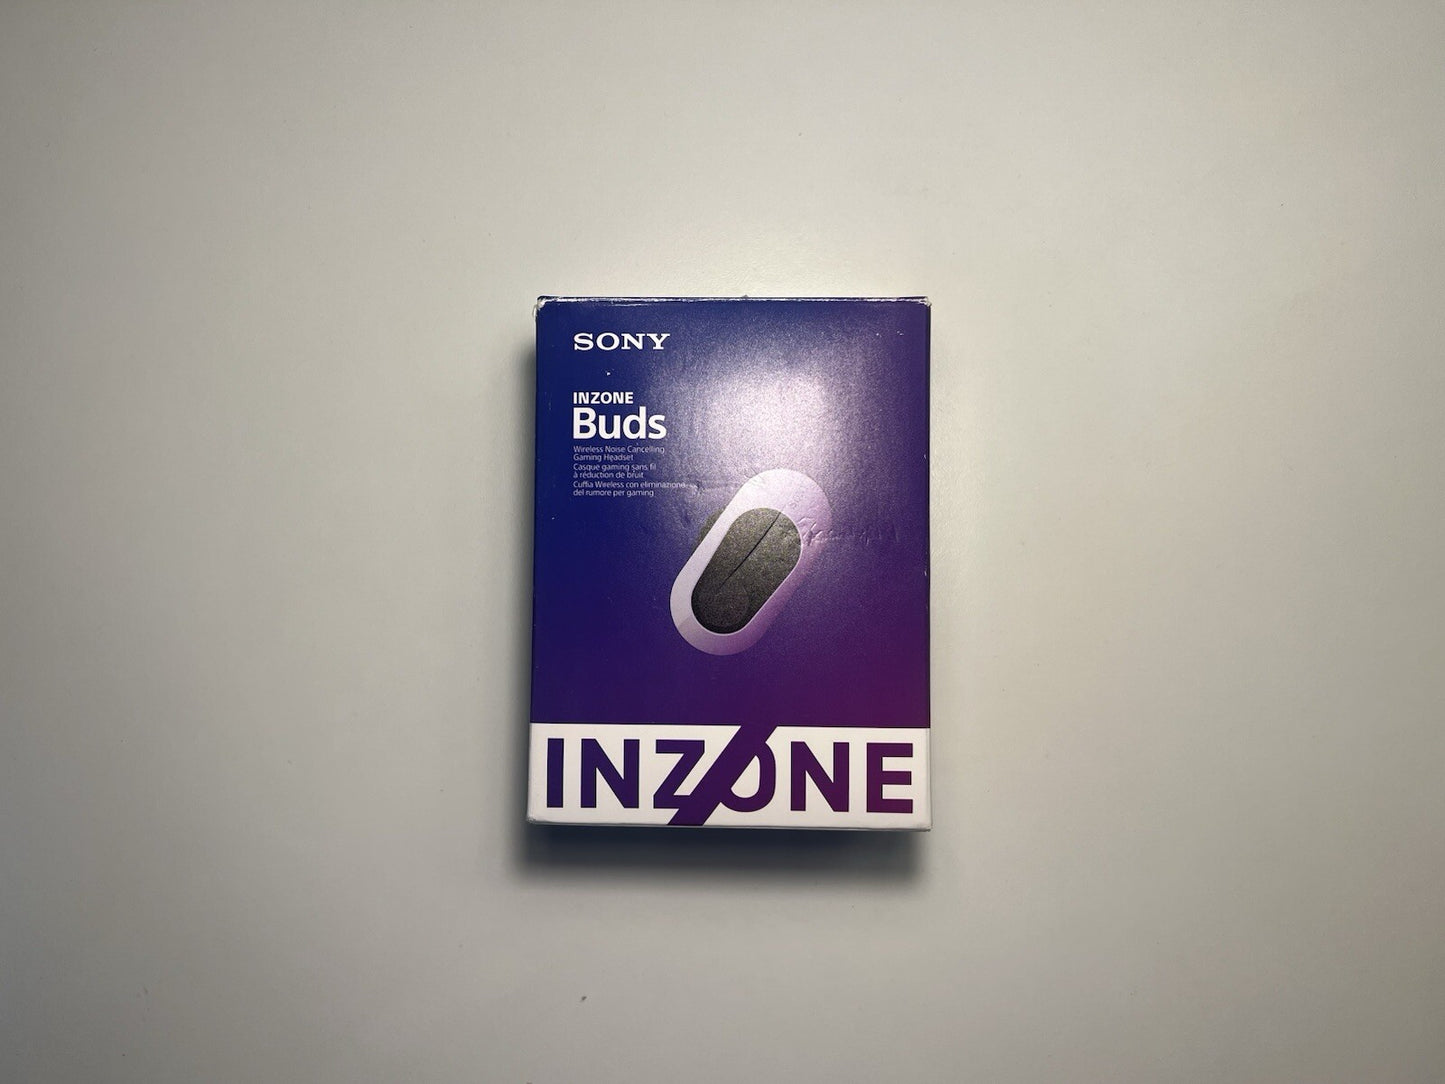 SONY
INZONE
Buds
Wireless Noise Cancelling
Gaming Headset
Casque gaming sans fil
à réduction de bruit
Cuffia Wireless con eliminazione
del rumore per gaming
INZONE